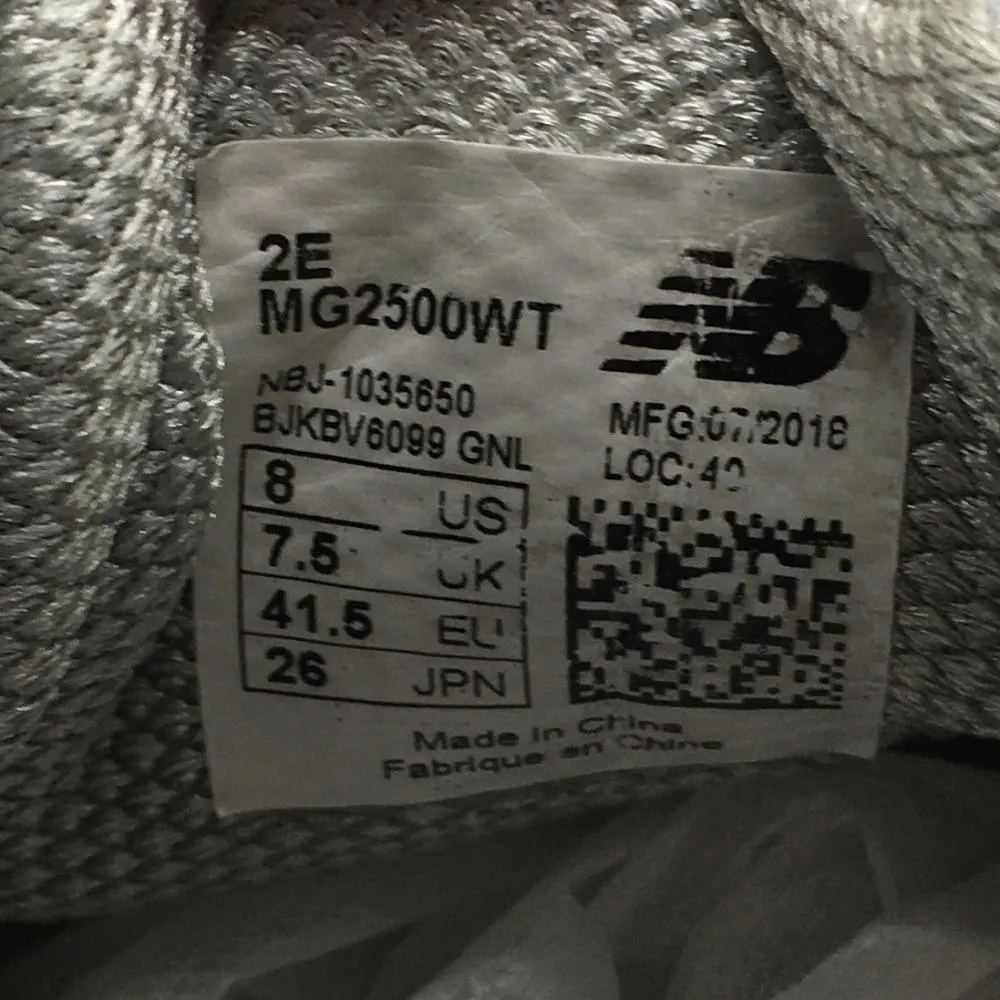 2E
MG2500WT
NBJ-1035650
BJKBV6099 GNL
8 US
7.5 UK
41.5 EU
26 JPN
NB
MFG:07/2018
LOC:
Made in China
Fabrique en Chine